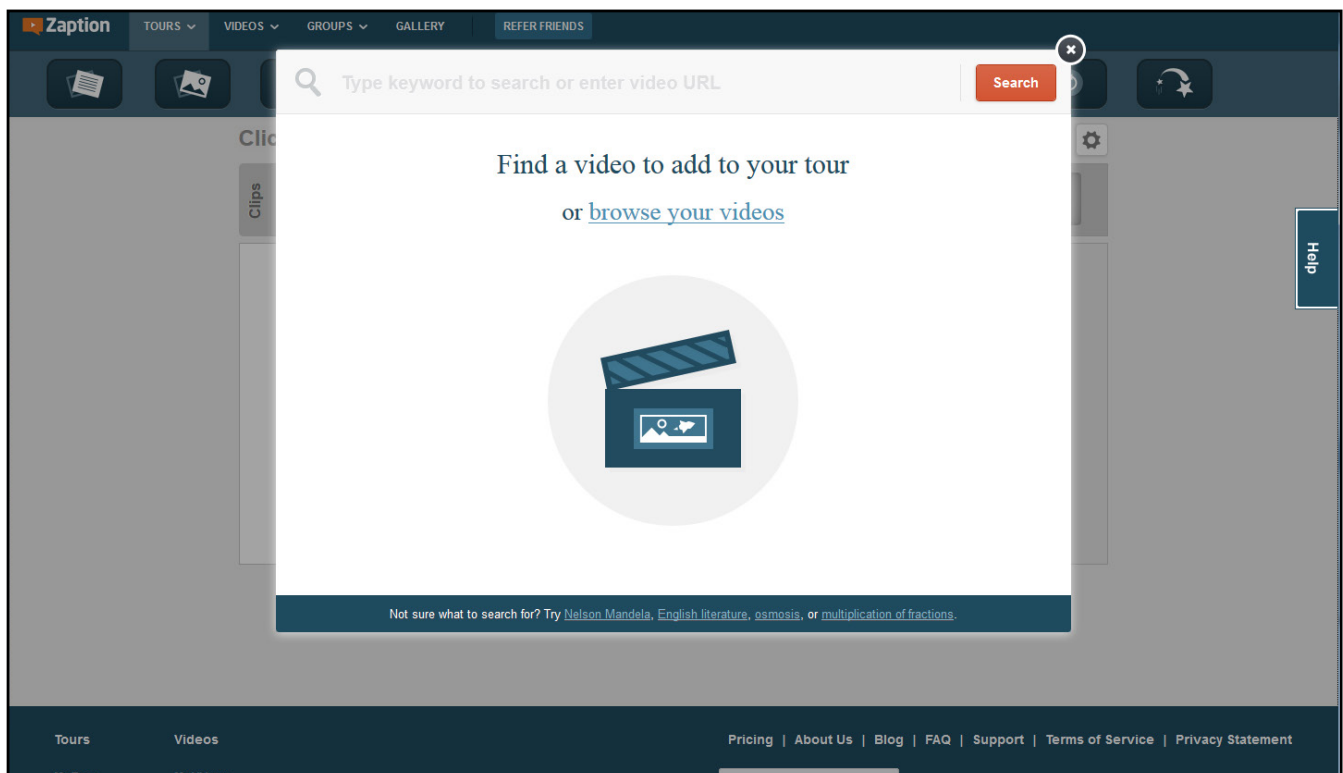 Zaption TOURS VIDEOS GROUPS GALLERY REFER FRIENDS
Type keyword to search or enter video URL Search
Clic
Clips
Find a video to add to your tour
or browse your videos
Help
Not sure what to search for? Try Nelson Mandela, English literature, osmosis, or multiplication of fractions.
Tours Videos Pricing | About Us | Blog | FAQ | Support | Terms of Service | Privacy Statement